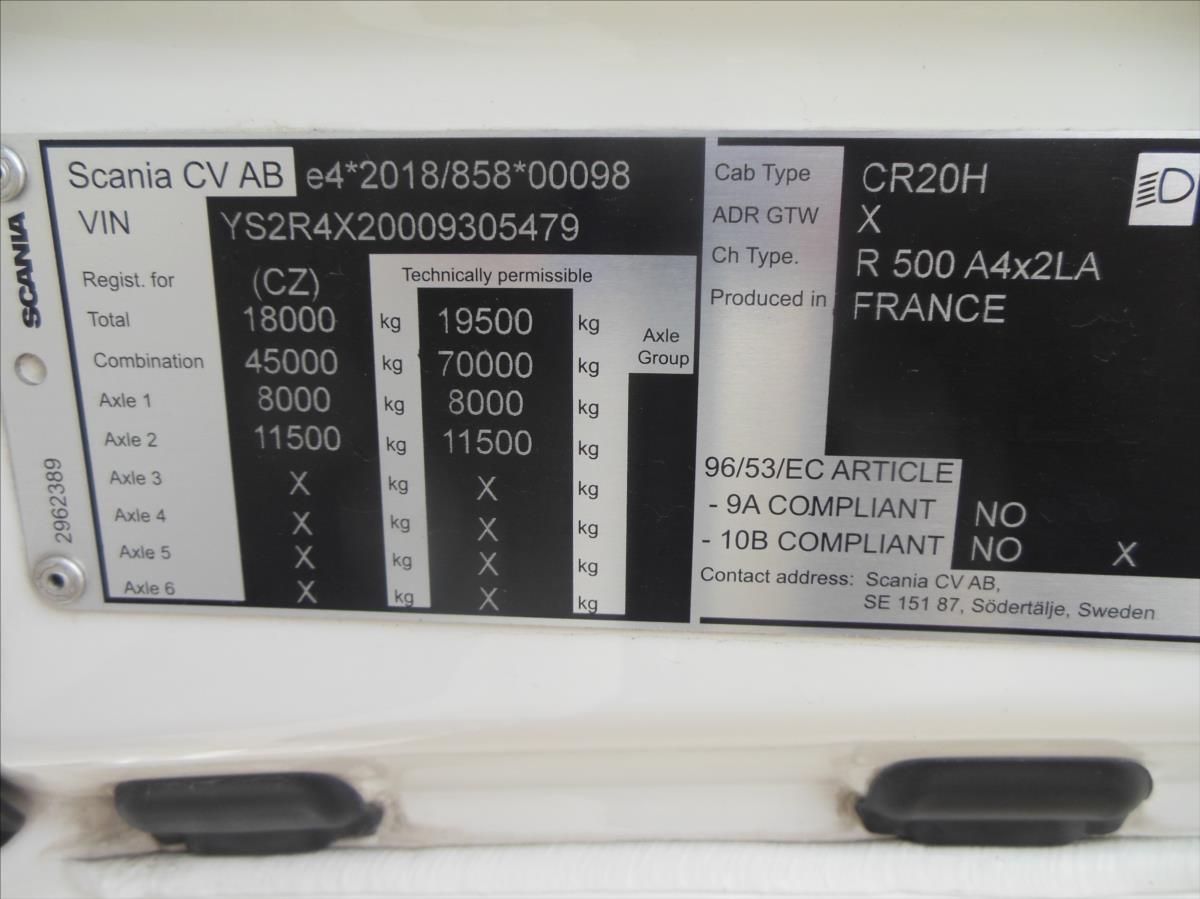 SCANIA
2962389
Scania CV AB e4*2018/858*00098
VIN YS2R4X20009305479
Regist. for (CZ) Technically permissible
Total 18000 kg 19500 kg Axle Group
Combination 45000 kg 70000 kg
Axle 1 8000 kg 8000 kg
Axle 2 11500 kg 11500 kg
Axle 3 X kg X kg
Axle 4 X kg X kg
Axle 5 X kg X kg
Axle 6 X kg X kg
Cab Type CR20H
ADR GTW X
Ch Type. R 500 A4x2LA
Produced in FRANCE
96/53/EC ARTICLE
- 9A COMPLIANT NO
- 10B COMPLIANT NO X
Contact address: Scania CV AB,
SE 151 87, Södertälje, Sweden